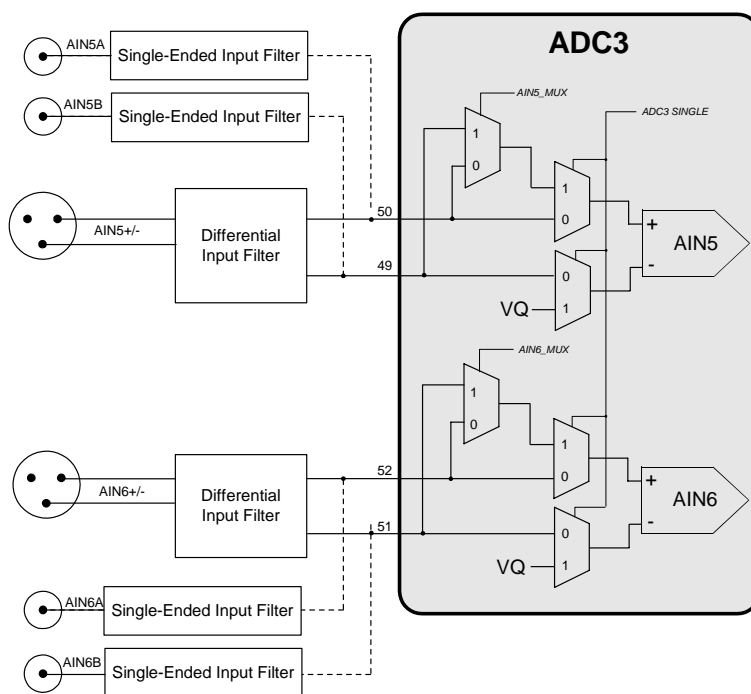 AIN5A
Single-Ended Input Filter
ADC3
AIN5B
Single-Ended Input Filter
AIN5_MUX
ADC3 SINGLE
1
0
1
0
50
AIN5+/-
Differential
Input Filter
+
-
AIN5
49
0
1
VQ
AIN6_MUX
1
0
1
0
52
AIN6+/-
Differential
Input Filter
+
-
AIN6
51
0
1
VQ
AIN6A
Single-Ended Input Filter
AIN6B
Single-Ended Input Filter